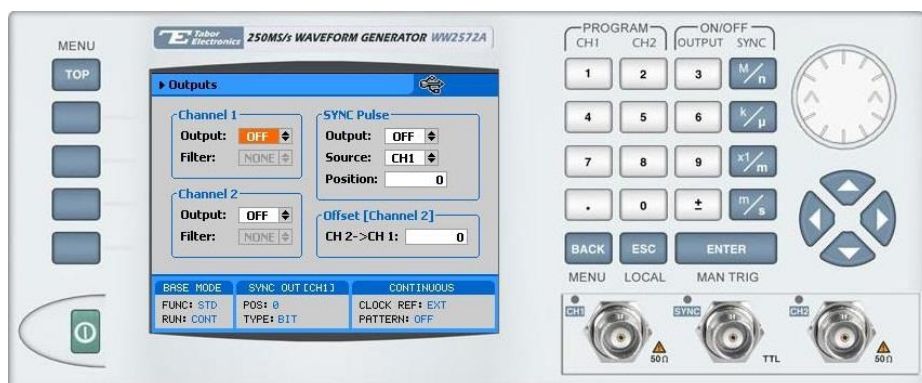 MENU
TOP
Tabor Electronics 250MS/s WAVEFORM GENERATOR WW2572A
Outputs
Channel 1
Output: OFF
Filter: NONE
Channel 2
Output: OFF
Filter: NONE
SYNC Pulse
Output: OFF
Source: CH1
Position: 0
Offset [Channel 2]
CH 2->CH 1: 0
BASE MODE
FUNC: STD
RUN: CONT
SYNC OUT [CH1]
POS: 0
TYPE: BIT
CONTINUOUS
CLOCK REF: EXT
PATTERN: OFF
PROGRAM
CH1 CH2
ON/OFF
OUTPUT SYNC
1 2 3 M/n
4 5 6 k/µ
7 8 9 x1/m
. 0 ± m/s
BACK ESC ENTER
MENU LOCAL MAN TRIG
CH1 SYNC CH2
50Ω TTL 50Ω